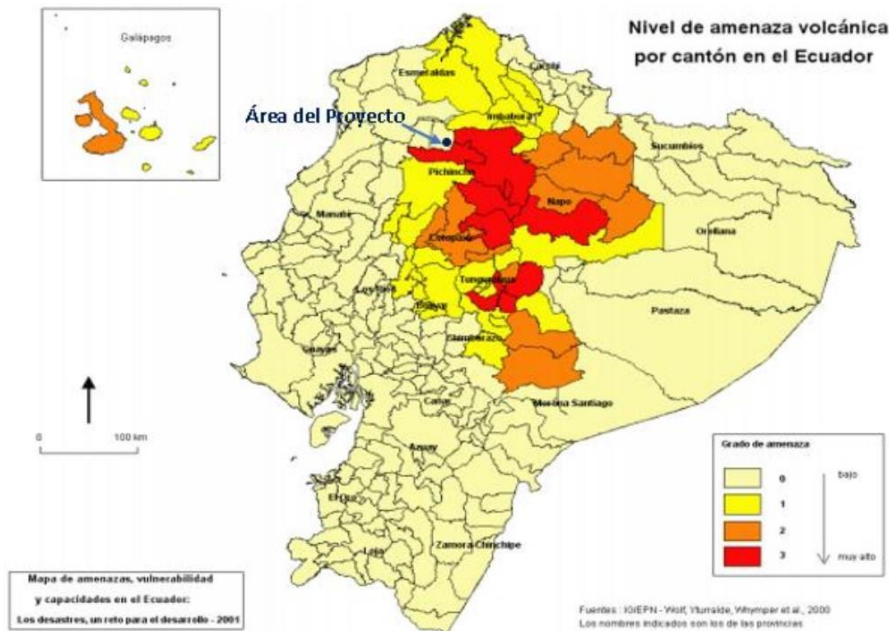 Nivel de amenaza volcánica
por cantón en el Ecuador
Galápagos
Área del Proyecto
Esmeraldas
Carchi
Imbabura
Sucumbios
Pichincha
Napo
Manabi
Orellana
Cotopaxi
Tungurahua
Los Rios
Bolivar
Pastaza
Chimborazo
Guayas
Morona Santiago
Cañar
Azuay
El Oro
Zamora Chinchipe
Loja
0 100 km
Grado de amenaza
0 bajo
1
2
3 muy alto
Mapa de amenazas, vulnerabilidad
y capacidades en el Ecuador:
Los desastres, un reto para el desarrollo - 2001
Fuentes : IG/EPN - Wolf, Yturralde, Whymper et al., 2000
Los nombres indicados son los de las provincias